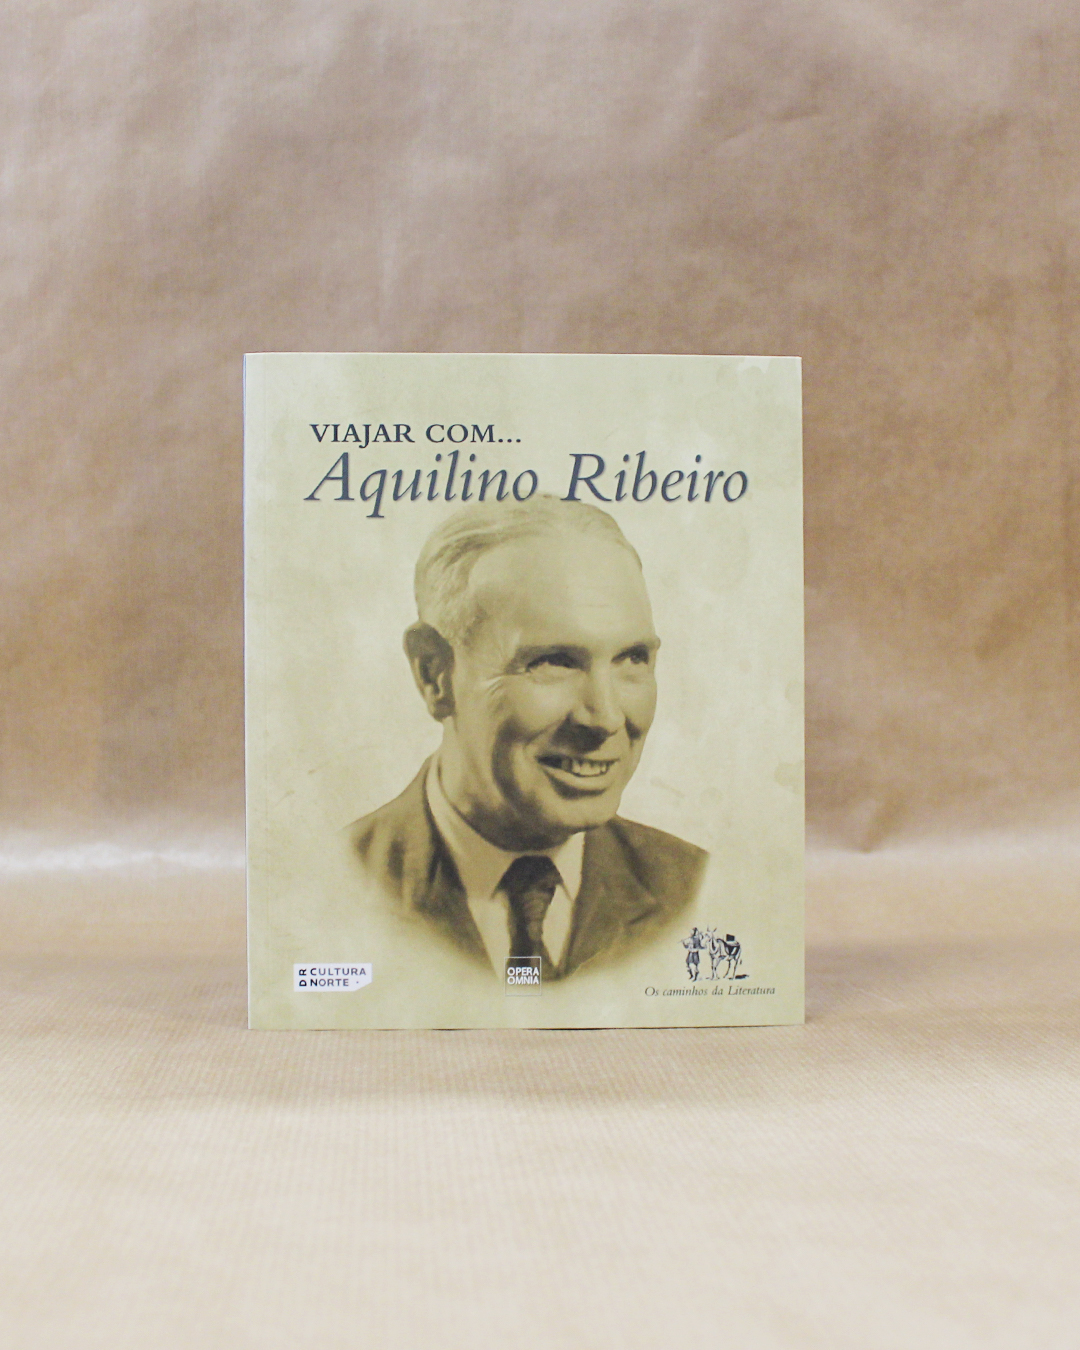 VIAJAR COM...
Aquilino Ribeiro
DR CULTURA
NORTE
OPERA
OMNIA
Os caminhos da Literatura